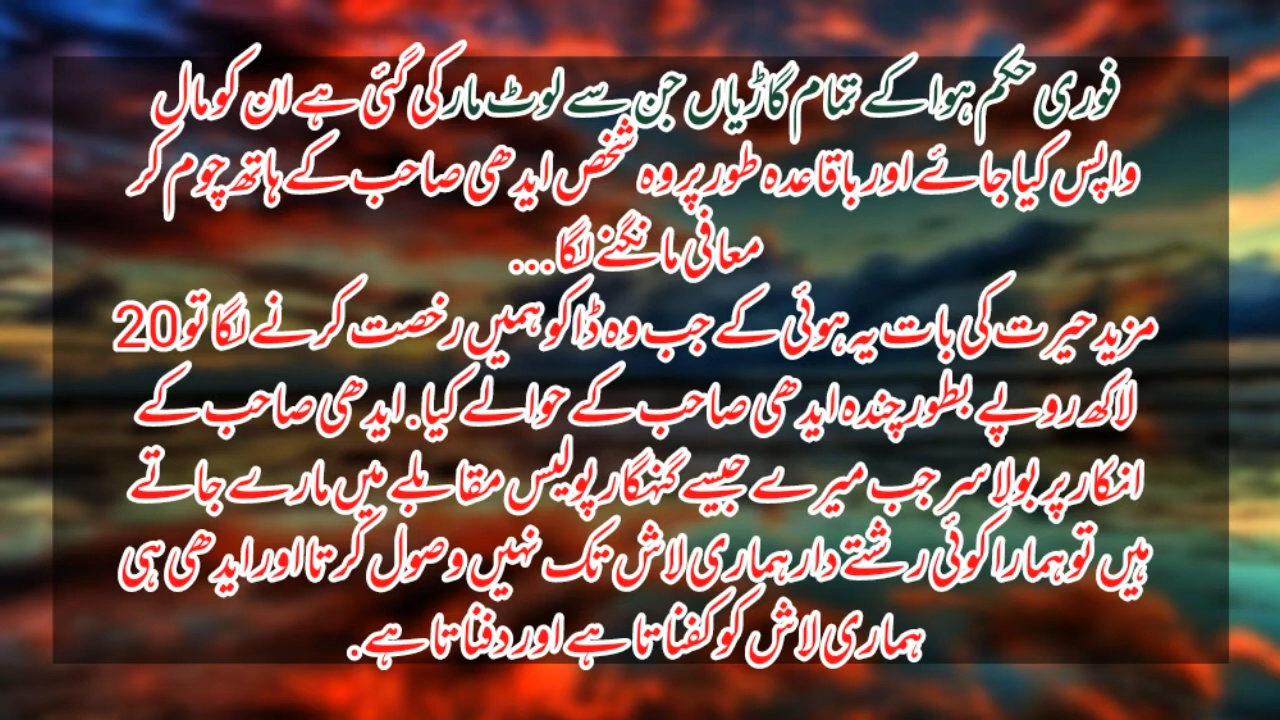 فوری حکم ہوا کے تمام گاڑیاں جن سے لوٹ مار کی گئی ہے ان کو مال
واپس کیا جائے اور باقاعدہ طور پر وہ شخص ایدھی صاحب کے ہاتھ چوم کر
معافی مانگنے لگا...
مزید حیرت کی بات یہ ہوئی کے جب وہ ڈاکو ہمیں رخصت کرنے لگا تو 20
لاکھ روپے بطور چندہ ایدھی صاحب کے حوالے کیا. ایدھی صاحب کے
انکار پر بولا سر جب میرے جیسے گنہگار پولیس مقابلے میں مارے جاتے
ہیں تو ہمارا کوئی رشتے دار ہماری لاش تک نہیں وصول کرتا اور ایدھی ہی
ہماری لاش کو کفناتا ہے اور دفناتا ہے.